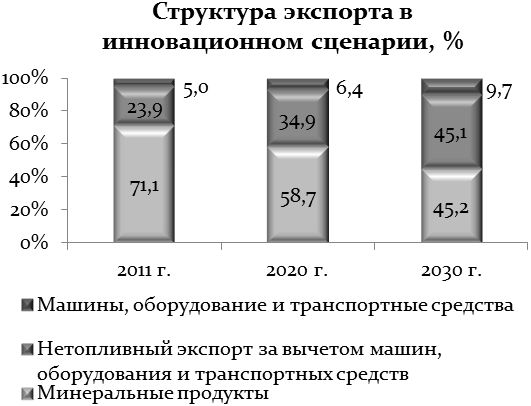 Структура экспорта в
инновационном сценарии, %
100%
80%
60%
40%
20%
0%
5,0
23,9
71,1
6,4
34,9
58,7
9,7
45,1
45,2
2011 г.
2020 г.
2030 г.
Машины, оборудование и транспортные средства
Нетопливный экспорт за вычетом машин,
оборудования и транспортных средств
Минеральные продукты